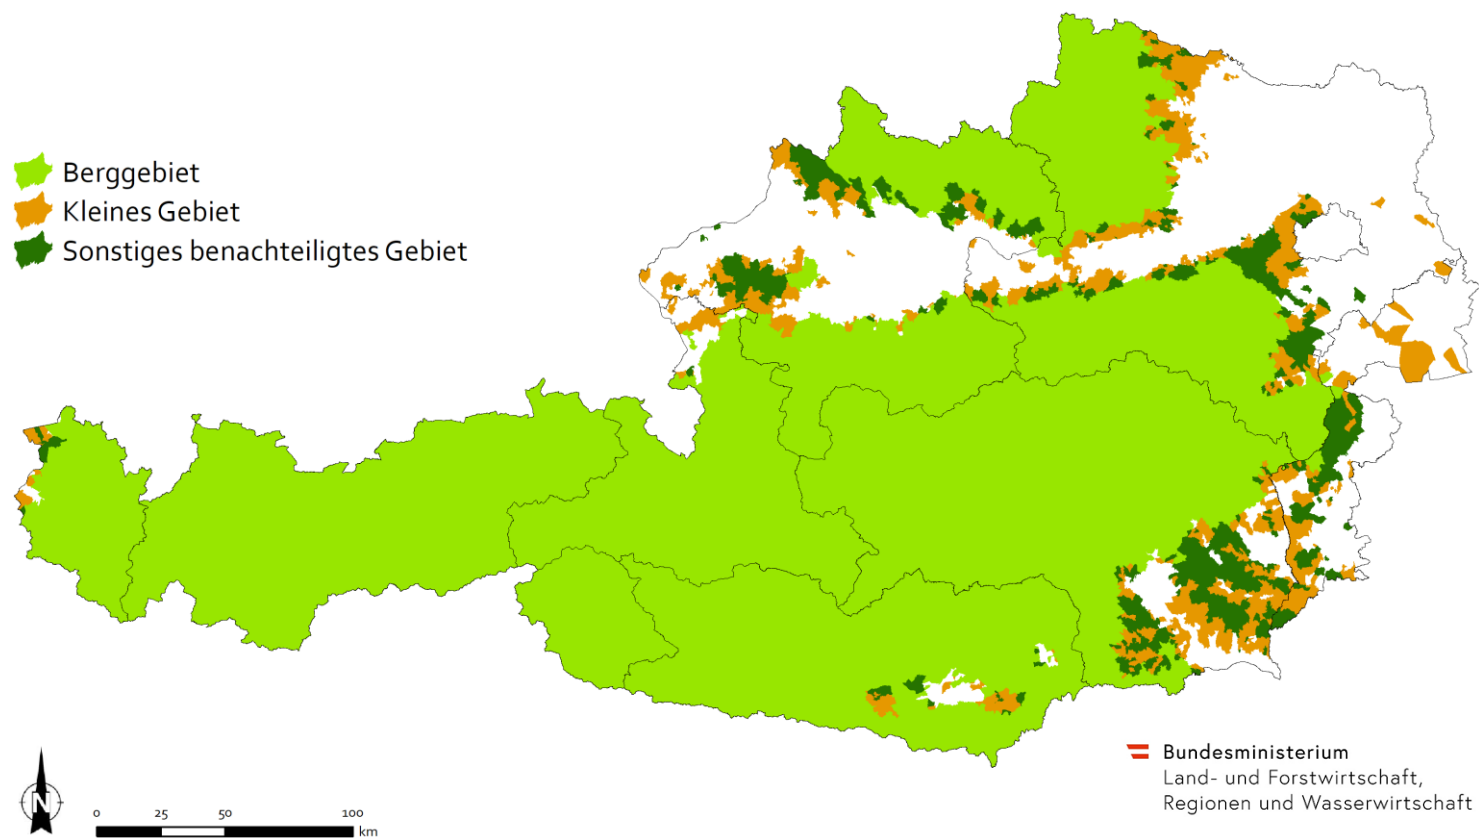 Berggebiet
Kleines Gebiet
Sonstiges benachteiligtes Gebiet
N
0 25 50 100
km
Bundesministerium
Land- und Forstwirtschaft,
Regionen und Wasserwirtschaft